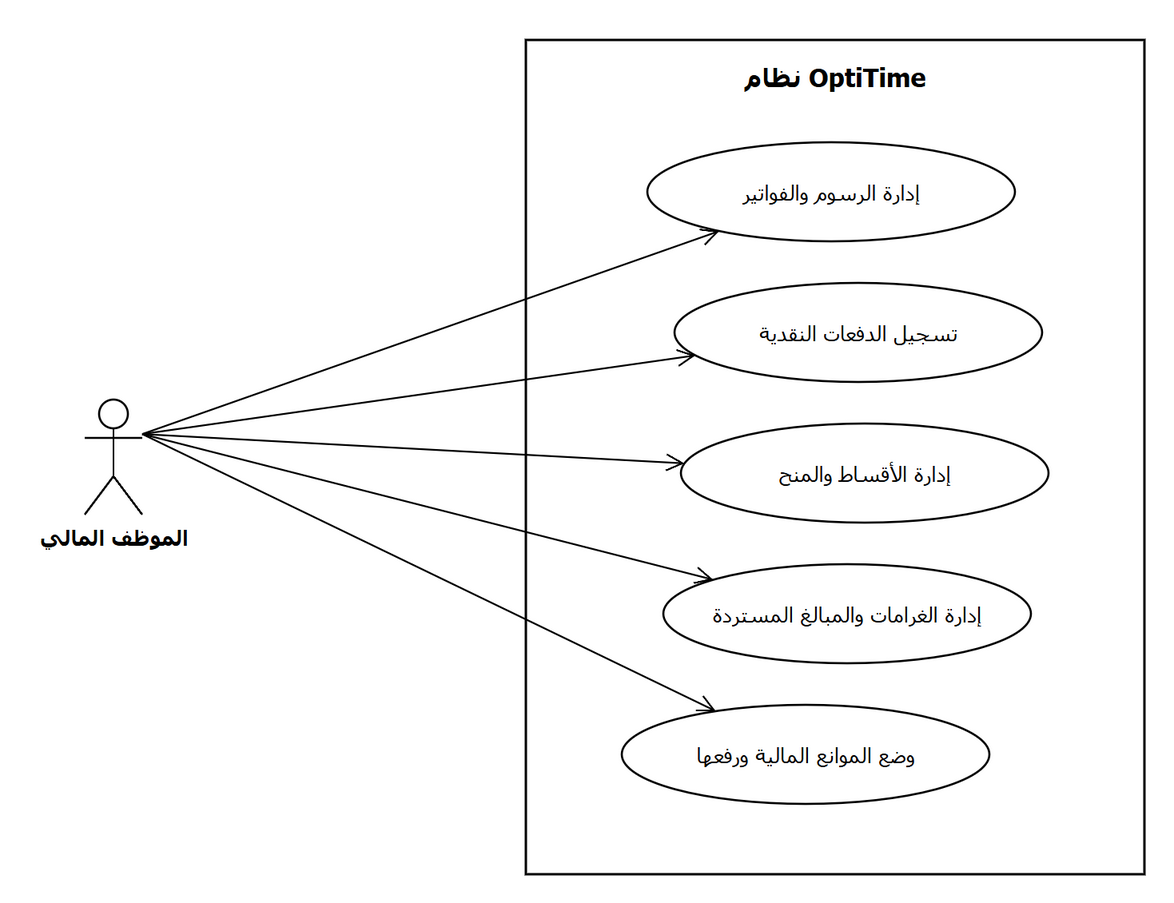 نظام OptiTime
إدارة الرسوم والفواتير
تسجيل الدفعات النقدية
إدارة الأقساط والمنح
إدارة الغرامات والمبالغ المستردة
وضع الموانع المالية ورفعها
الموظف المالي